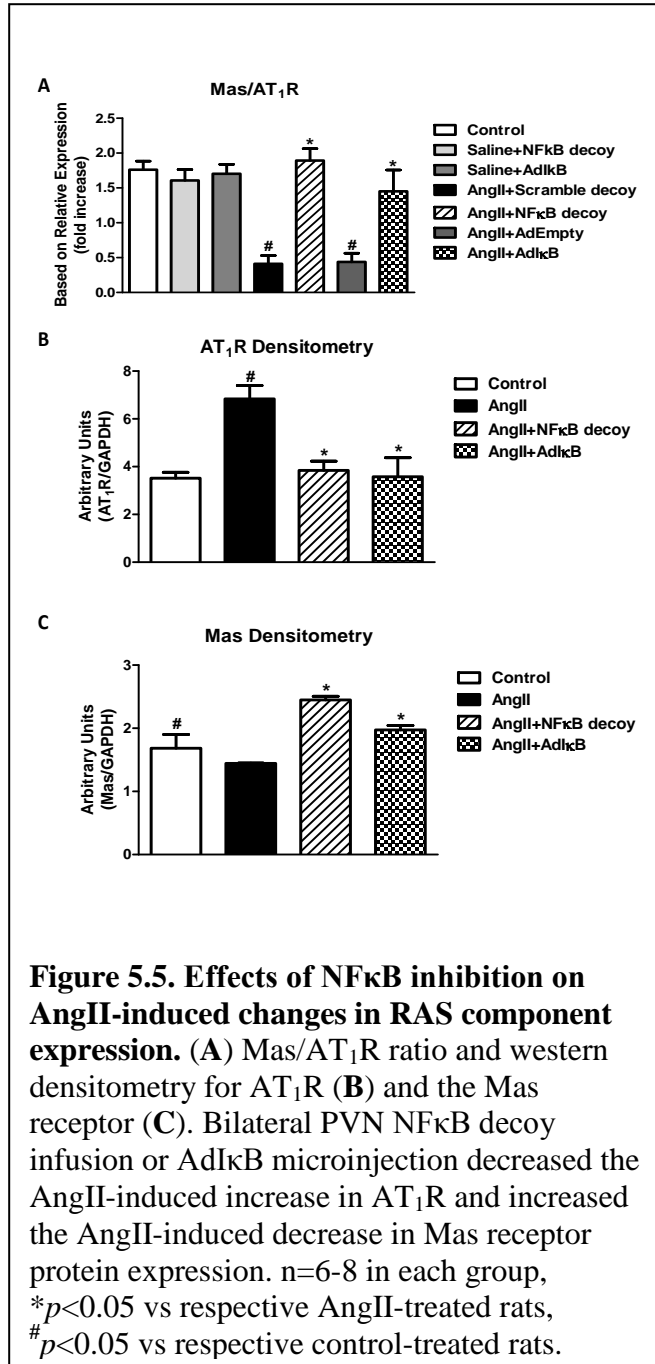 A
Mas/AT₁R
Based on Relative Expression
(fold increase)
2.5
2.0
1.5
1.0
0.5
0.0
#
*
#
*
Control
Saline+NFkB decoy
Saline+AdIkB
AngII+Scramble decoy
AngII+NFκB decoy
AngII+AdEmpty
AngII+AdIκB
B
AT₁R Densitometry
Arbitrary Units
(AT₁R/GAPDH)
8
6
4
2
0
#
*
*
Control
AngII
AngII+NFκB decoy
AngII+AdIκB
C
Mas Densitometry
Arbitrary Units
(Mas/GAPDH)
3
2
1
0
#
*
*
Control
AngII
AngII+NFκB decoy
AngII+AdIκB
Figure 5.5. Effects of NFκB inhibition on
AngII-induced changes in RAS component
expression. (A) Mas/AT₁R ratio and western
densitometry for AT₁R (B) and the Mas
receptor (C). Bilateral PVN NFκB decoy
infusion or AdIκB microinjection decreased the
AngII-induced increase in AT₁R and increased
the AngII-induced decrease in Mas receptor
protein expression. n=6-8 in each group,
*p<0.05 vs respective AngII-treated rats,
#p<0.05 vs respective control-treated rats.